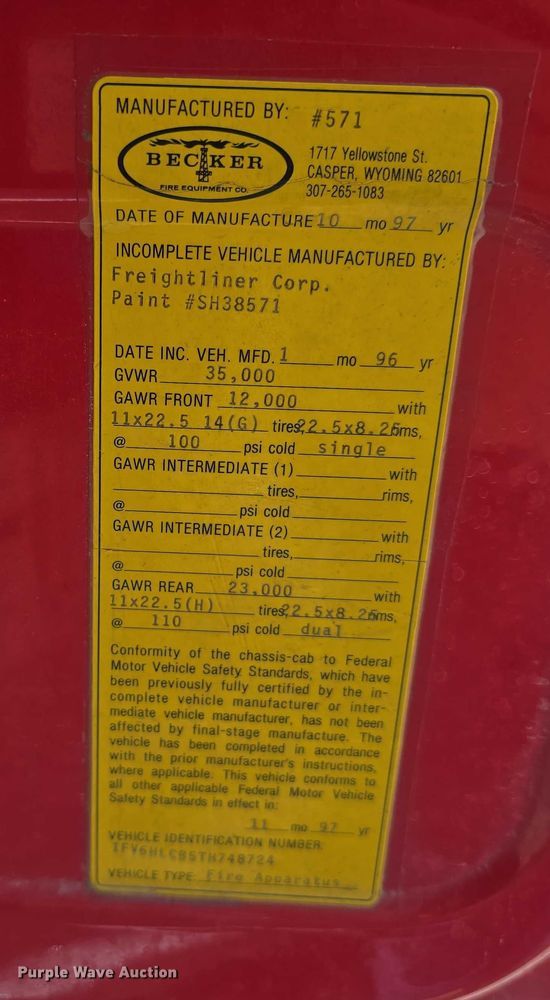 MANUFACTURED BY: #571
BECKER
FIRE EQUIPMENT CO.
1717 Yellowstone St.
CASPER, WYOMING 82601
307-265-1083
DATE OF MANUFACTURE 10 mo 97 yr
INCOMPLETE VEHICLE MANUFACTURED BY:
Freightliner Corp.
Paint #SH38571
DATE INC. VEH. MFD. 1 mo 96 yr
GVWR 35,000
GAWR FRONT 12,000 with
11x22.5 14(G) tires, 22.5x8.25 rims,
@ 100 psi cold single
GAWR INTERMEDIATE (1) with
tires, rims,
@ psi cold
GAWR INTERMEDIATE (2) with
tires, rims,
@ psi cold
GAWR REAR 23,000 with
11x22.5(H) tires, 22.5x8.25 rims,
@ 110 psi cold dual
Conformity of the chassis-cab to Federal
Motor Vehicle Safety Standards, which have
been previously fully certified by the in-
complete vehicle manufacturer or inter-
mediate vehicle manufacturer, has not been
affected by final-stage manufacture. The
vehicle has been completed in accordance
with the prior manufacturer's instructions,
where applicable. This vehicle conforms to
all other applicable Federal Motor Vehicle
Safety Standards in effect in:
11 mo 97 yr
VEHICLE IDENTIFICATION NUMBER:
1FV6HLCB5TH748724
VEHICLE TYPE: Fire Apparatus
Purple Wave Auction